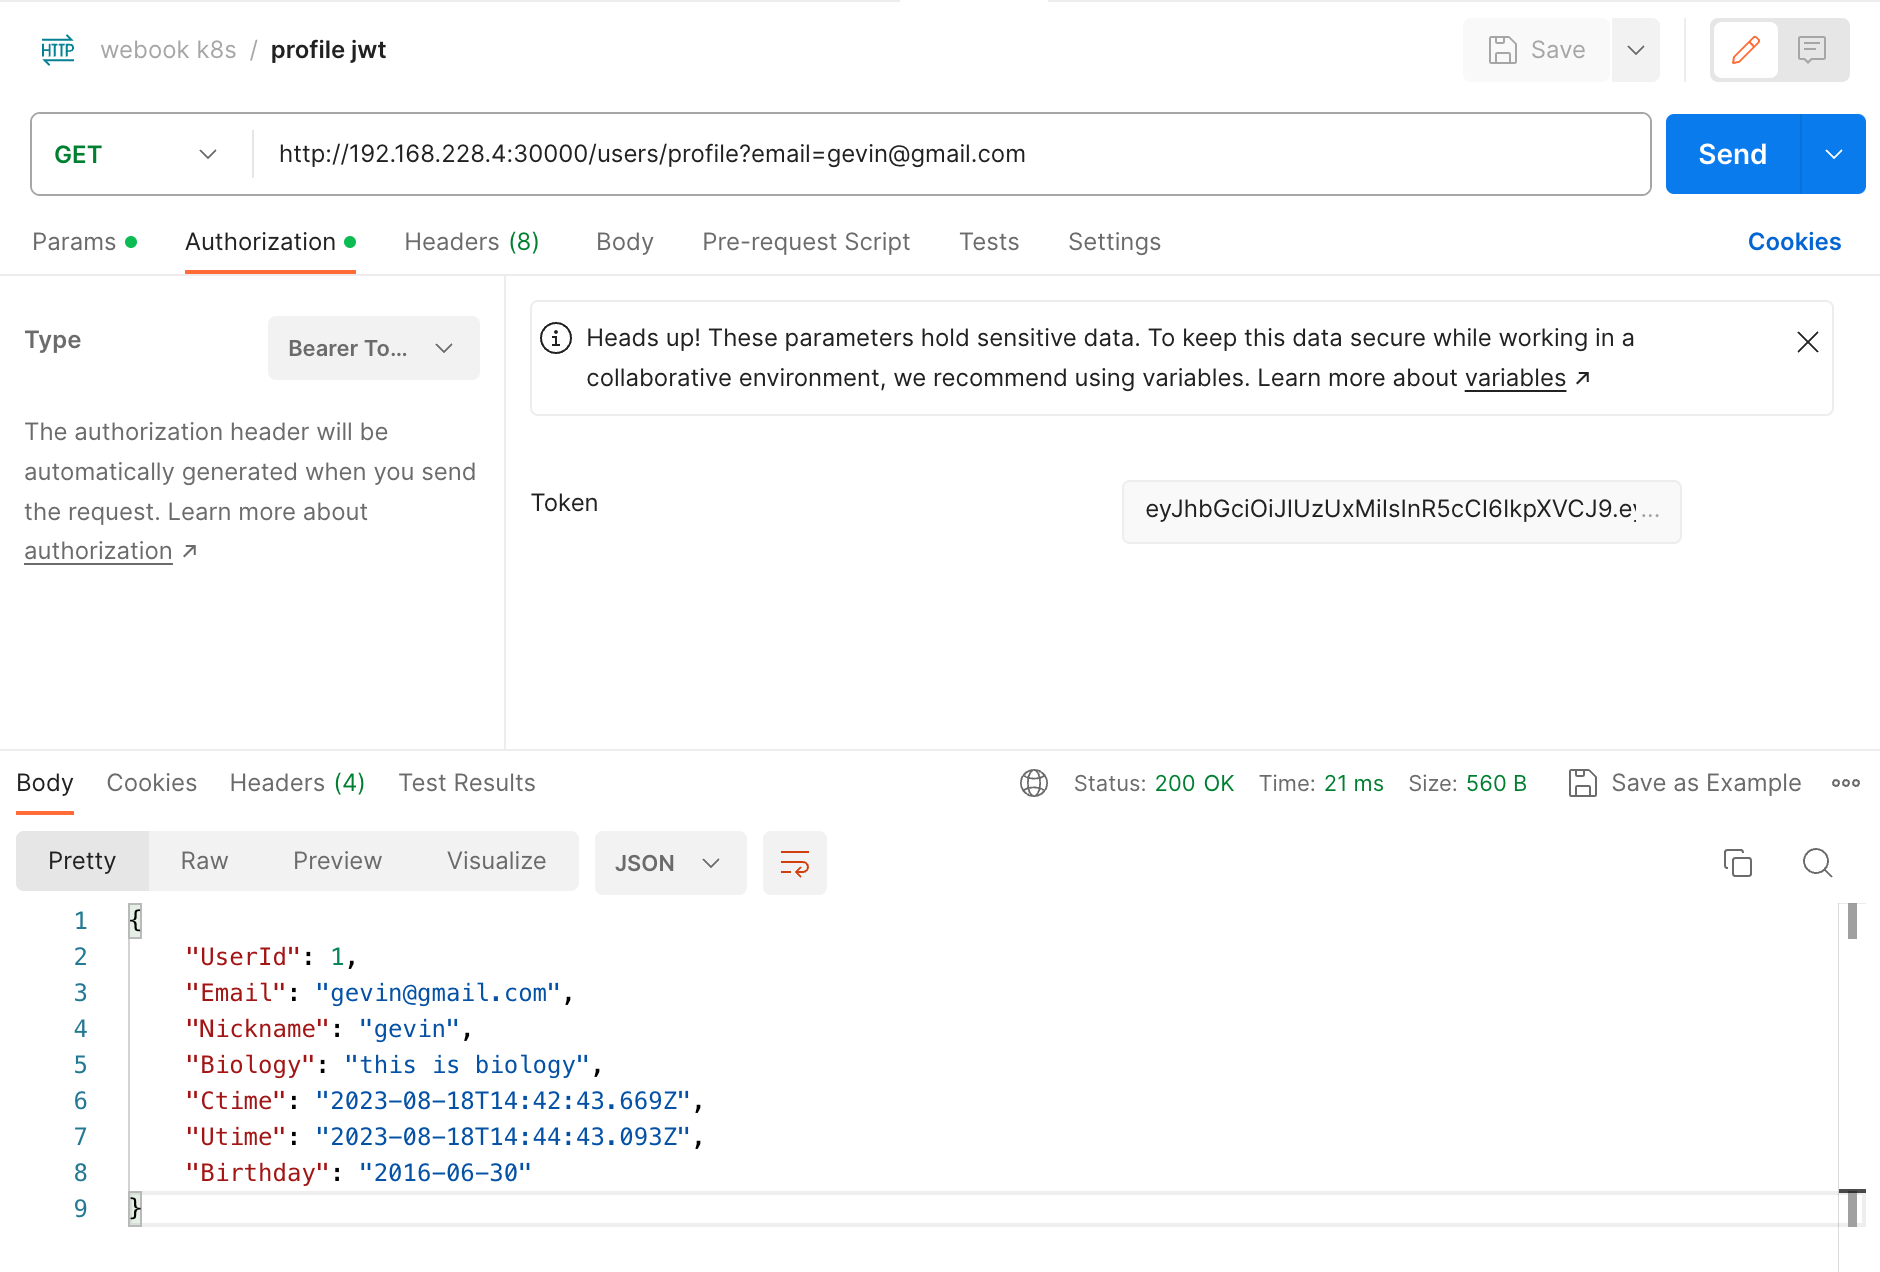 HTTP webook k8s / profile jwt Save
GET http://192.168.228.4:30000/users/profile?email=gevin@gmail.com Send
Params Authorization Headers (8) Body Pre-request Script Tests Settings Cookies
Type Bearer To...
The authorization header will be
automatically generated when you send
the request. Learn more about
authorization ↗
Heads up! These parameters hold sensitive data. To keep this data secure while working in a
collaborative environment, we recommend using variables. Learn more about variables ↗
Token eyJhbGciOiJIUzUxMiIsInR5cCI6IkpXVCJ9.ey...
Body Cookies Headers (4) Test Results Status: 200 OK Time: 21 ms Size: 560 B Save as Example
Pretty Raw Preview Visualize JSON
1 {
2 "UserId": 1,
3 "Email": "gevin@gmail.com",
4 "Nickname": "gevin",
5 "Biology": "this is biology",
6 "Ctime": "2023-08-18T14:42:43.669Z",
7 "Utime": "2023-08-18T14:44:43.093Z",
8 "Birthday": "2016-06-30"
9 }